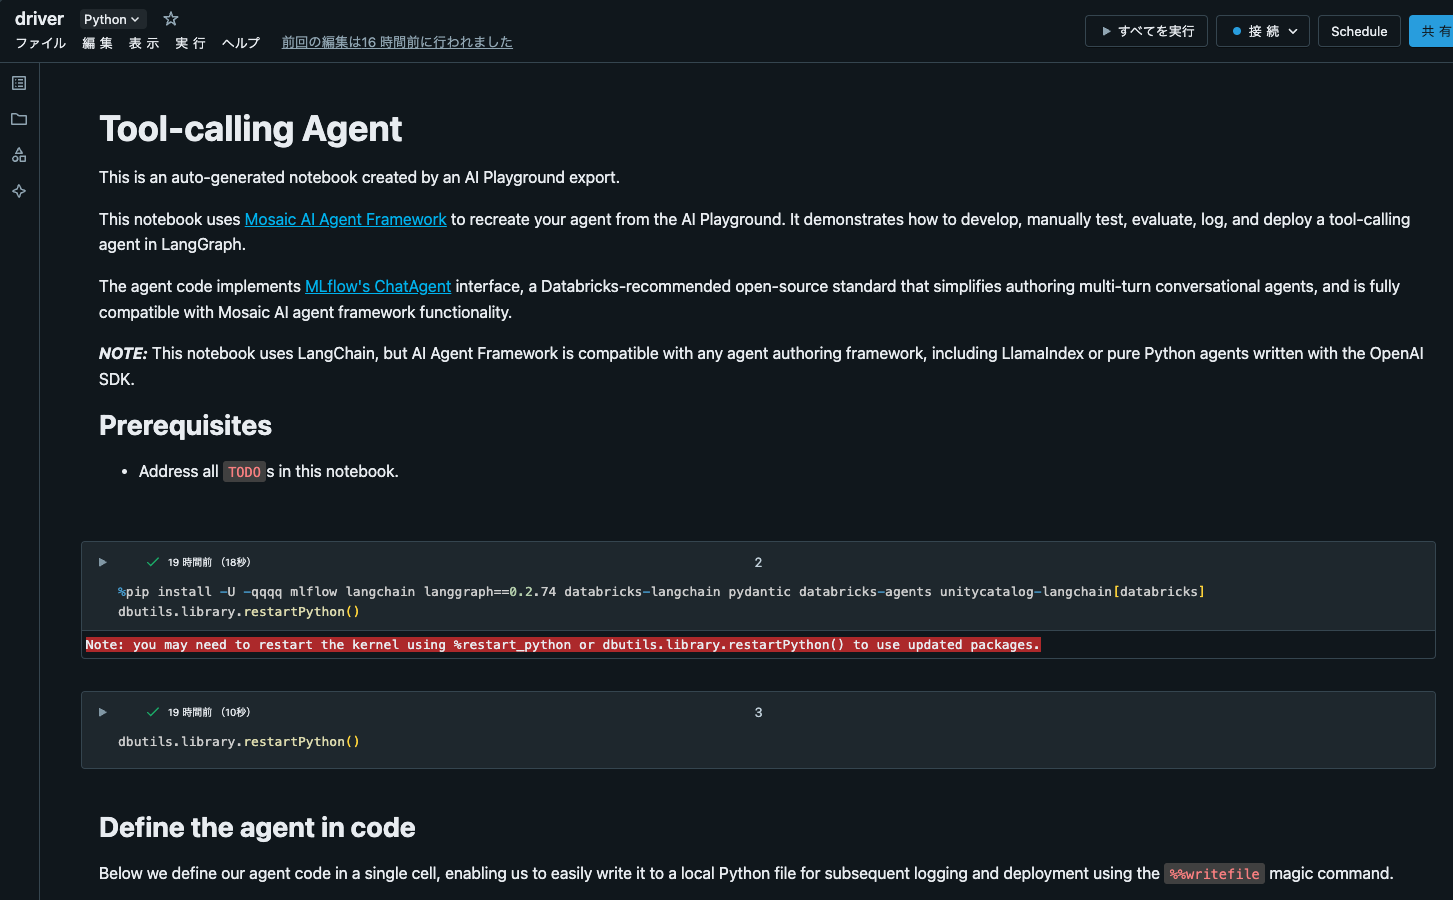 driver Python
ファイル 編集 表示 実行 ヘルプ 前回の編集は16 時間前に行われました
すべてを実行 接続 Schedule 共有
Tool-calling Agent
This is an auto-generated notebook created by an AI Playground export.
This notebook uses Mosaic AI Agent Framework to recreate your agent from the AI Playground. It demonstrates how to develop, manually test, evaluate, log, and deploy a tool-calling
agent in LangGraph.
The agent code implements MLflow's ChatAgent interface, a Databricks-recommended open-source standard that simplifies authoring multi-turn conversational agents, and is fully
compatible with Mosaic AI agent framework functionality.
NOTE: This notebook uses LangChain, but AI Agent Framework is compatible with any agent authoring framework, including LlamaIndex or pure Python agents written with the OpenAI
SDK.
Prerequisites
• Address all TODOs in this notebook.
19 時間前 (18秒) 2
%pip install -U -qqqq mlflow langchain langgraph==0.2.74 databricks-langchain pydantic databricks-agents unitycatalog-langchain[databricks]
dbutils.library.restartPython()
Note: you may need to restart the kernel using %restart_python or dbutils.library.restartPython() to use updated packages.
19 時間前 (10秒) 3
dbutils.library.restartPython()
Define the agent in code
Below we define our agent code in a single cell, enabling us to easily write it to a local Python file for subsequent logging and deployment using the %%writefile magic command.